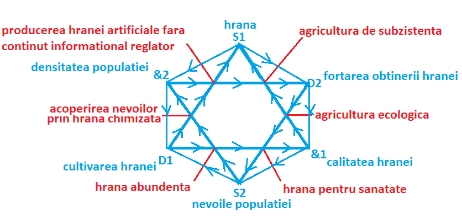 hrana
S1
producerea hranei artificiale fara
continut informational reglator
agricultura de subzistenta
densitatea populatiei
&2
D2
fortarea obtinerii hranei
acoperirea nevoilor
prin hrana chimizata
agricultura ecologica
D1
&1
cultivarea hranei
calitatea hranei
hrana abundenta
S2
hrana pentru sanatate
nevoile populatiei